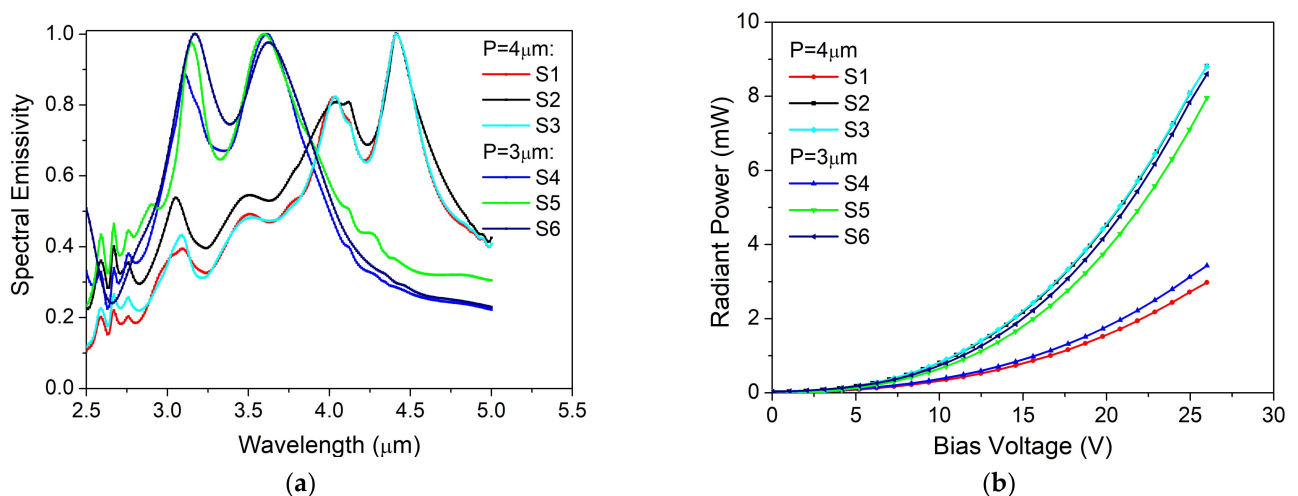 1.0
0.8
0.6
0.4
0.2
0.0
Spectral Emissivity
2.5 3.0 3.5 4.0 4.5 5.0 5.5
Wavelength (μm)
P=4μm:
S1
S2
S3
P=3μm:
S4
S5
S6
(a)
10
8
6
4
2
0
Radiant Power (mW)
0 5 10 15 20 25 30
Bias Voltage (V)
P=4μm
S1
S2
S3
P=3μm
S4
S5
S6
(b)